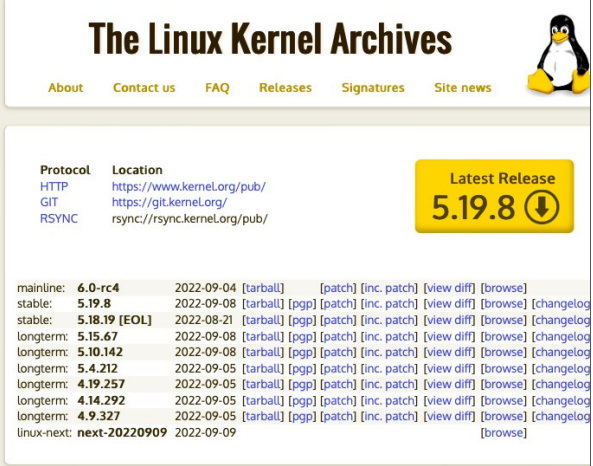 The Linux Kernel Archives
About Contact us FAQ Releases Signatures Site news
Protocol Location
HTTP https://www.kernel.org/pub/
GIT https://git.kernel.org/
RSYNC rsync://rsync.kernel.org/pub/
Latest Release
5.19.8
mainline: 6.0-rc4 2022-09-04 [tarball] [patch] [inc. patch] [view diff] [browse]
stable: 5.19.8 2022-09-08 [tarball] [pgp] [patch] [inc. patch] [view diff] [browse] [changelog
stable: 5.18.19 [EOL] 2022-08-21 [tarball] [pgp] [patch] [inc. patch] [view diff] [browse] [changelog
longterm: 5.15.67 2022-09-08 [tarball] [pgp] [patch] [inc. patch] [view diff] [browse] [changelog
longterm: 5.10.142 2022-09-08 [tarball] [pgp] [patch] [inc. patch] [view diff] [browse] [changelog
longterm: 5.4.212 2022-09-05 [tarball] [pgp] [patch] [inc. patch] [view diff] [browse] [changelog
longterm: 4.19.257 2022-09-05 [tarball] [pgp] [patch] [inc. patch] [view diff] [browse] [changelog
longterm: 4.14.292 2022-09-05 [tarball] [pgp] [patch] [inc. patch] [view diff] [browse] [changelog
longterm: 4.9.327 2022-09-05 [tarball] [pgp] [patch] [inc. patch] [view diff] [browse] [changelog
linux-next: next-20220909 2022-09-09 [browse]